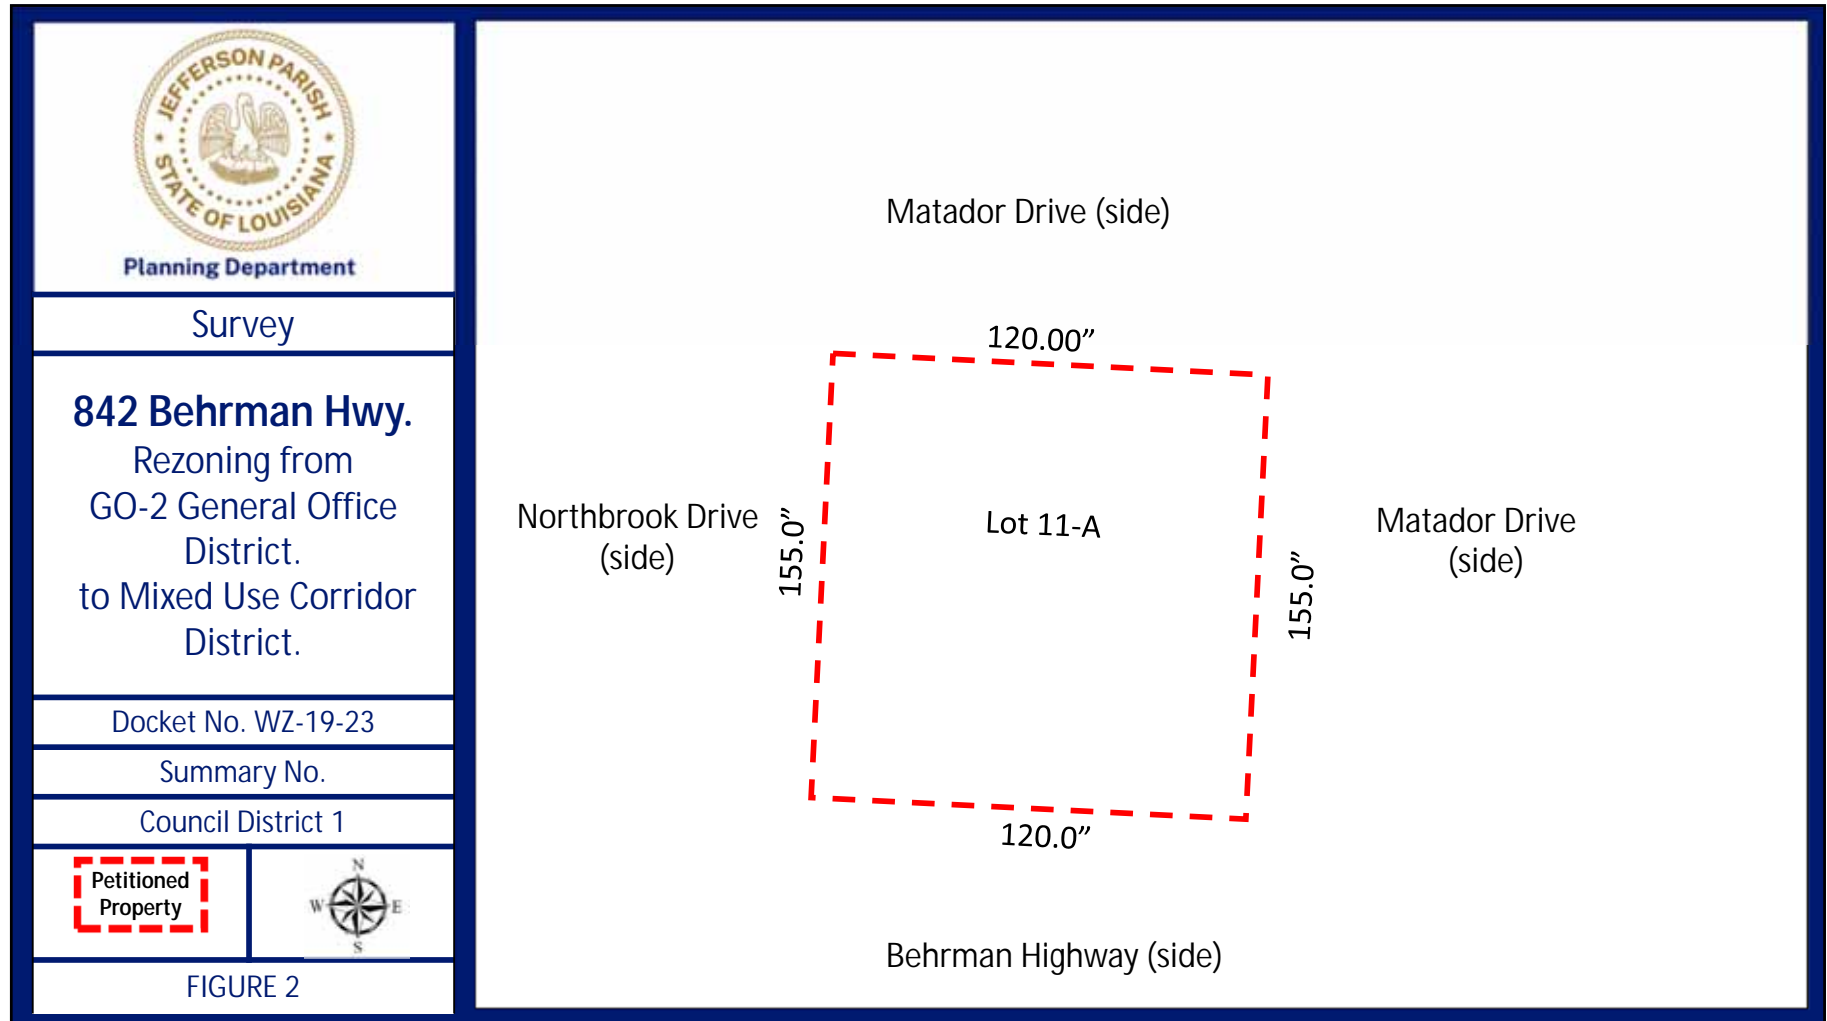 JEFFERSON PARISH
STATE OF LOUISIANA
Planning Department
Survey
842 Behrman Hwy.
Rezoning from
GO-2 General Office
District.
to Mixed Use Corridor
District.
Docket No. WZ-19-23
Summary No.
Council District 1
Petitioned
Property
N
W
E
S
FIGURE 2
Matador Drive (side)
120.00”
Northbrook Drive
(side)
155.0”
Lot 11-A
155.0”
Matador Drive
(side)
120.0”
Behrman Highway (side)